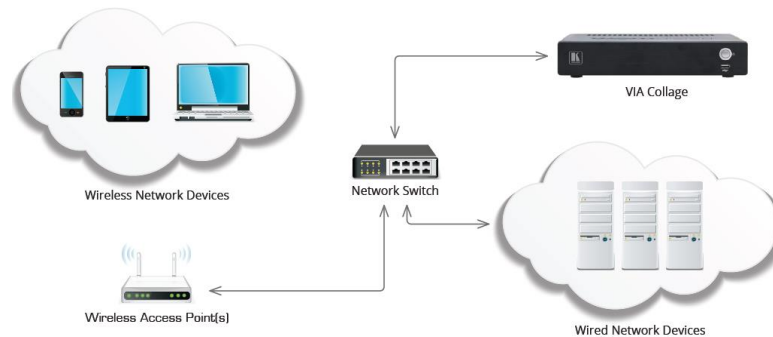 VIA Collage
Wireless Network Devices
Network Switch
Wireless Access Point(s)
Wired Network Devices